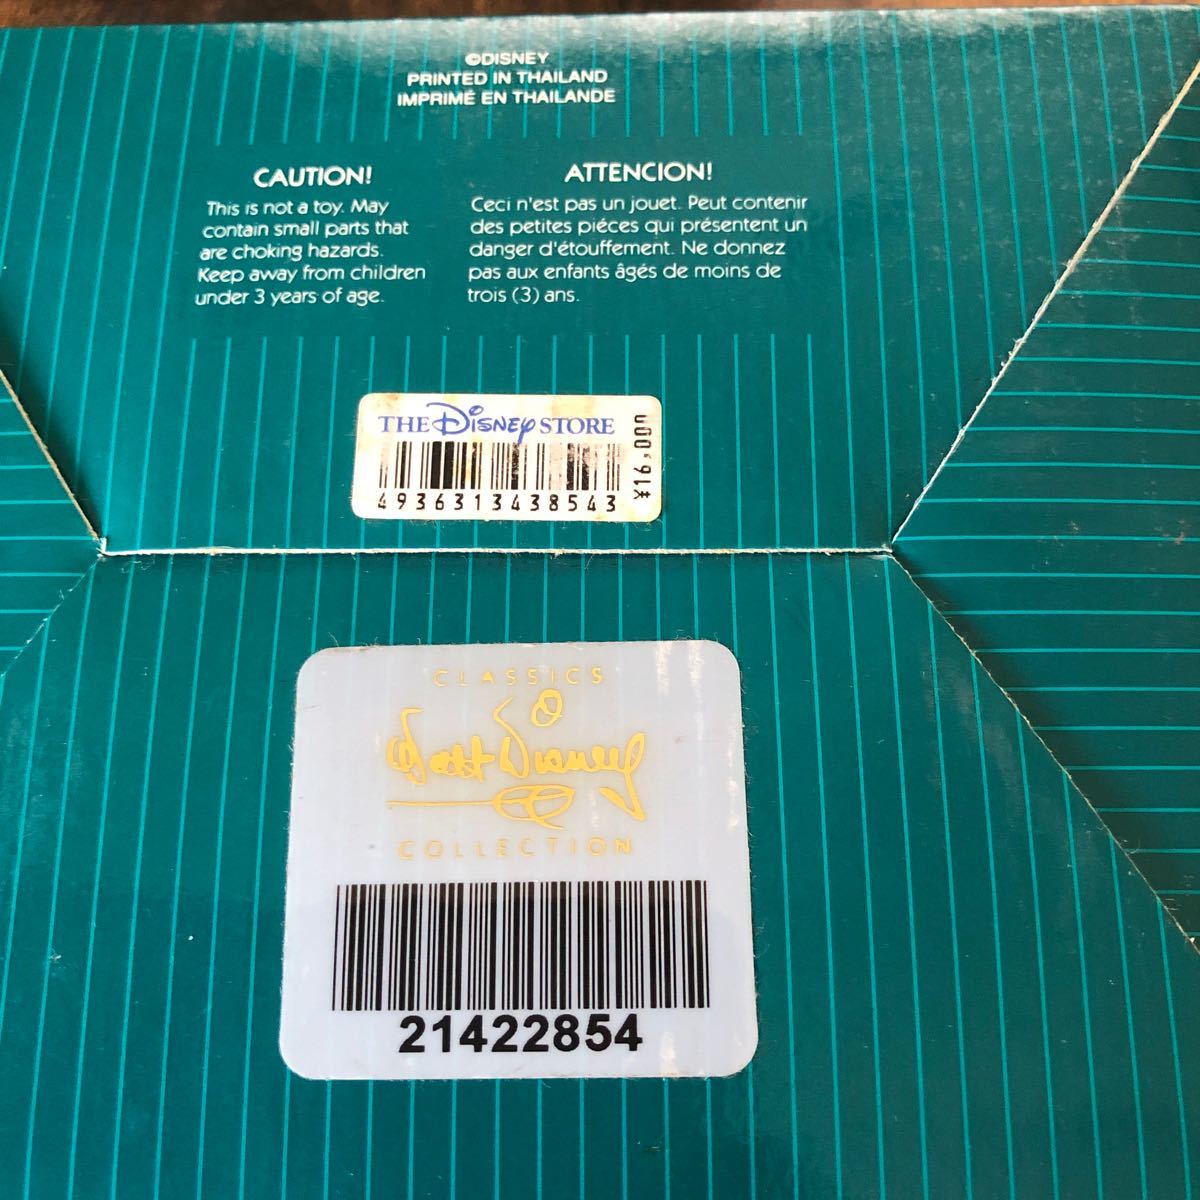 ©DISNEY
PRINTED IN THAILAND
IMPRIMÉ EN THAILANDE
CAUTION!
This is not a toy. May
contain small parts that
are choking hazards.
Keep away from children
under 3 years of age.
ATTENCION!
Ceci n'est pas un jouet. Peut contenir
des petites piéces qui présentent un
danger d'étouffement. Ne donnez
pas aux enfants âgés de moins de
trois (3) ans.
THE Disney STORE
4936313438543
¥16,000
CLASSICS
Walt Disney
COLLECTION
21422854